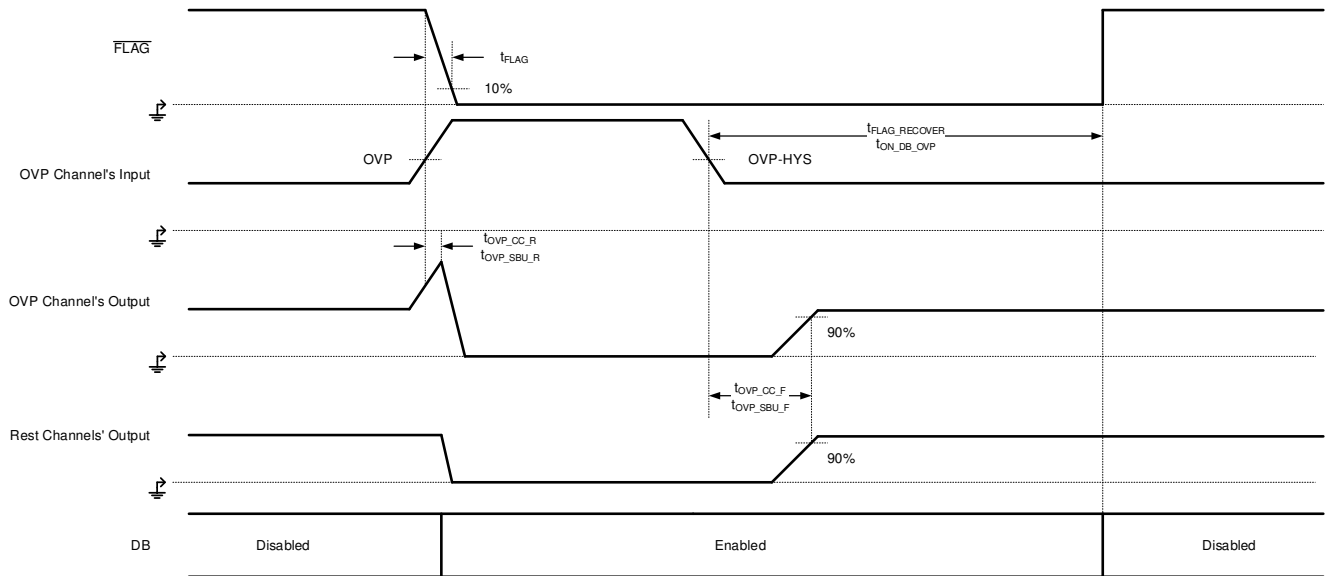 FLAG
tFLAG
10%
tFLAG_RECOVER
tON_DB_OVP
OVP
OVP-HYS
OVP Channel's Input
tOVP_CC_R
tOVP_SBU_R
OVP Channel's Output
90%
tOVP_CC_F
tOVP_SBU_F
Rest Channels' Output
90%
DB
Disabled
Enabled
Disabled